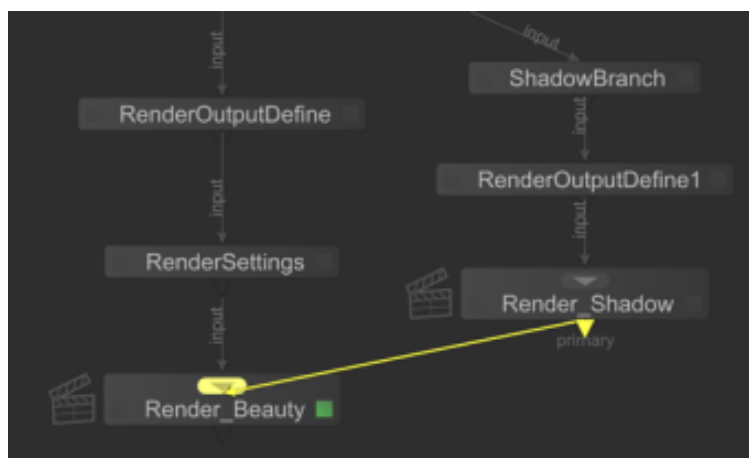 input
input
ShadowBranch
RenderOutputDefine
input
RenderOutputDefine1
input
input
RenderSettings
Render_Shadow
input
primary
Render_Beauty